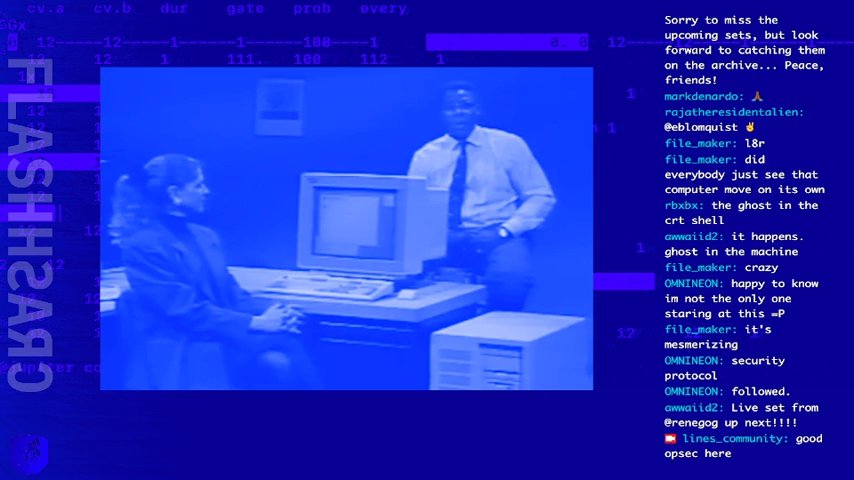 cv.a cv.b dur gate prob every
12-----12-----1-----1-----100----1
0. 0
12
12 12 1 111. 100 112 1
FLASHCRASH
Sorry to miss the
upcoming sets, but look
forward to catching them
on the archive... Peace,
friends!
markdenardo: 🙏
rajatheresidentalien:
@eblomquist ✌️
file_maker: l8r
file_maker: did
everybody just see that
computer move on its own
rbxbx: the ghost in the
crt shell
awwaiid2: it happens.
ghost in the machine
file_maker: crazy
OMNINEON: happy to know
im not the only one
staring at this =P
file_maker: it's
mesmerizing
OMNINEON: security
protocol
OMNINEON: followed.
awwaiid2: Live set from
@renegog up next!!!!
lines_community: good
opsec here